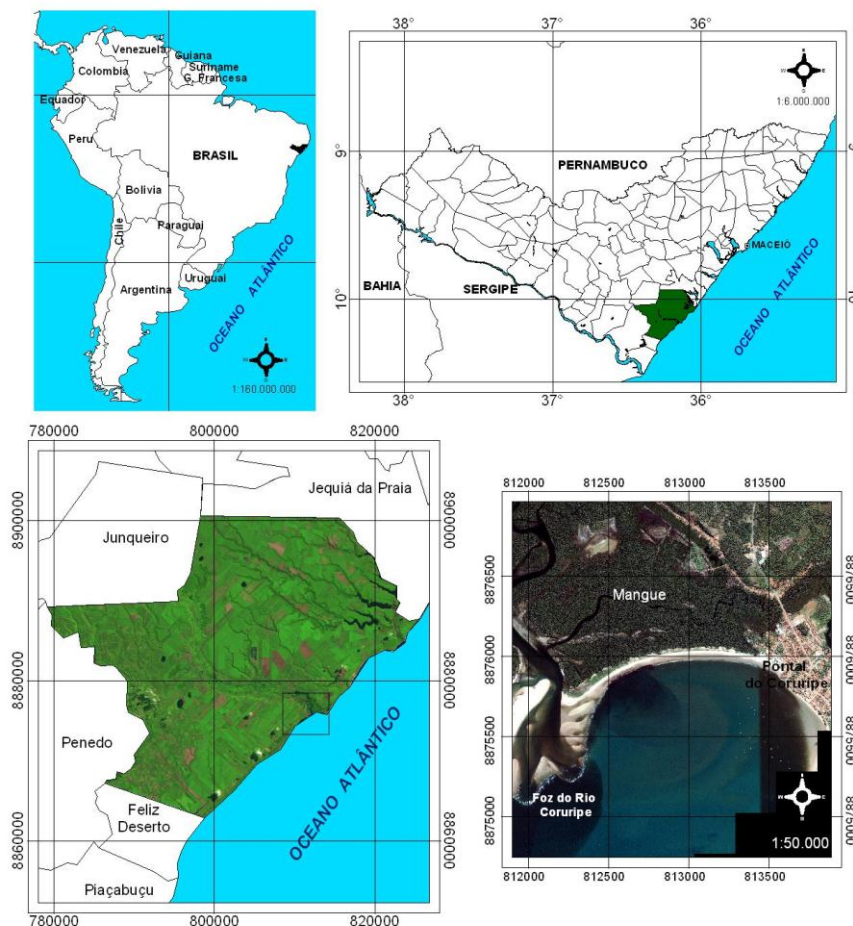 Venezuela
Guiana
Suriname
G. Francesa
Colombia
Equador
Peru
BRASIL
Bolivia
Paraguai
Chile
Uruguai
Argentina
OCEANO ATLÂNTICO
1:160.000.000
38°
37°
36°
N
W
E
S
1:6.000.000
9°
PERNAMBUCO
MACEIÓ
BAHIA
SERGIPE
10°
OCEANO ATLÂNTICO
38°
37°
36°
780000
800000
820000
Jequiá da Praia
8900000
8900000
Junqueiro
8880000
8880000
Penedo
Feliz
Deserto
OCEANO ATLÂNTICO
8860000
8860000
Piaçabuçu
780000
800000
820000
812000
812500
813000
813500
8876500
8876500
Mangue
8876000
8876000
Pontal
do Coruripe
8875500
8875500
Foz do Rio
Coruripe
8875000
8875000
1:50.000
812000
812500
813000
813500